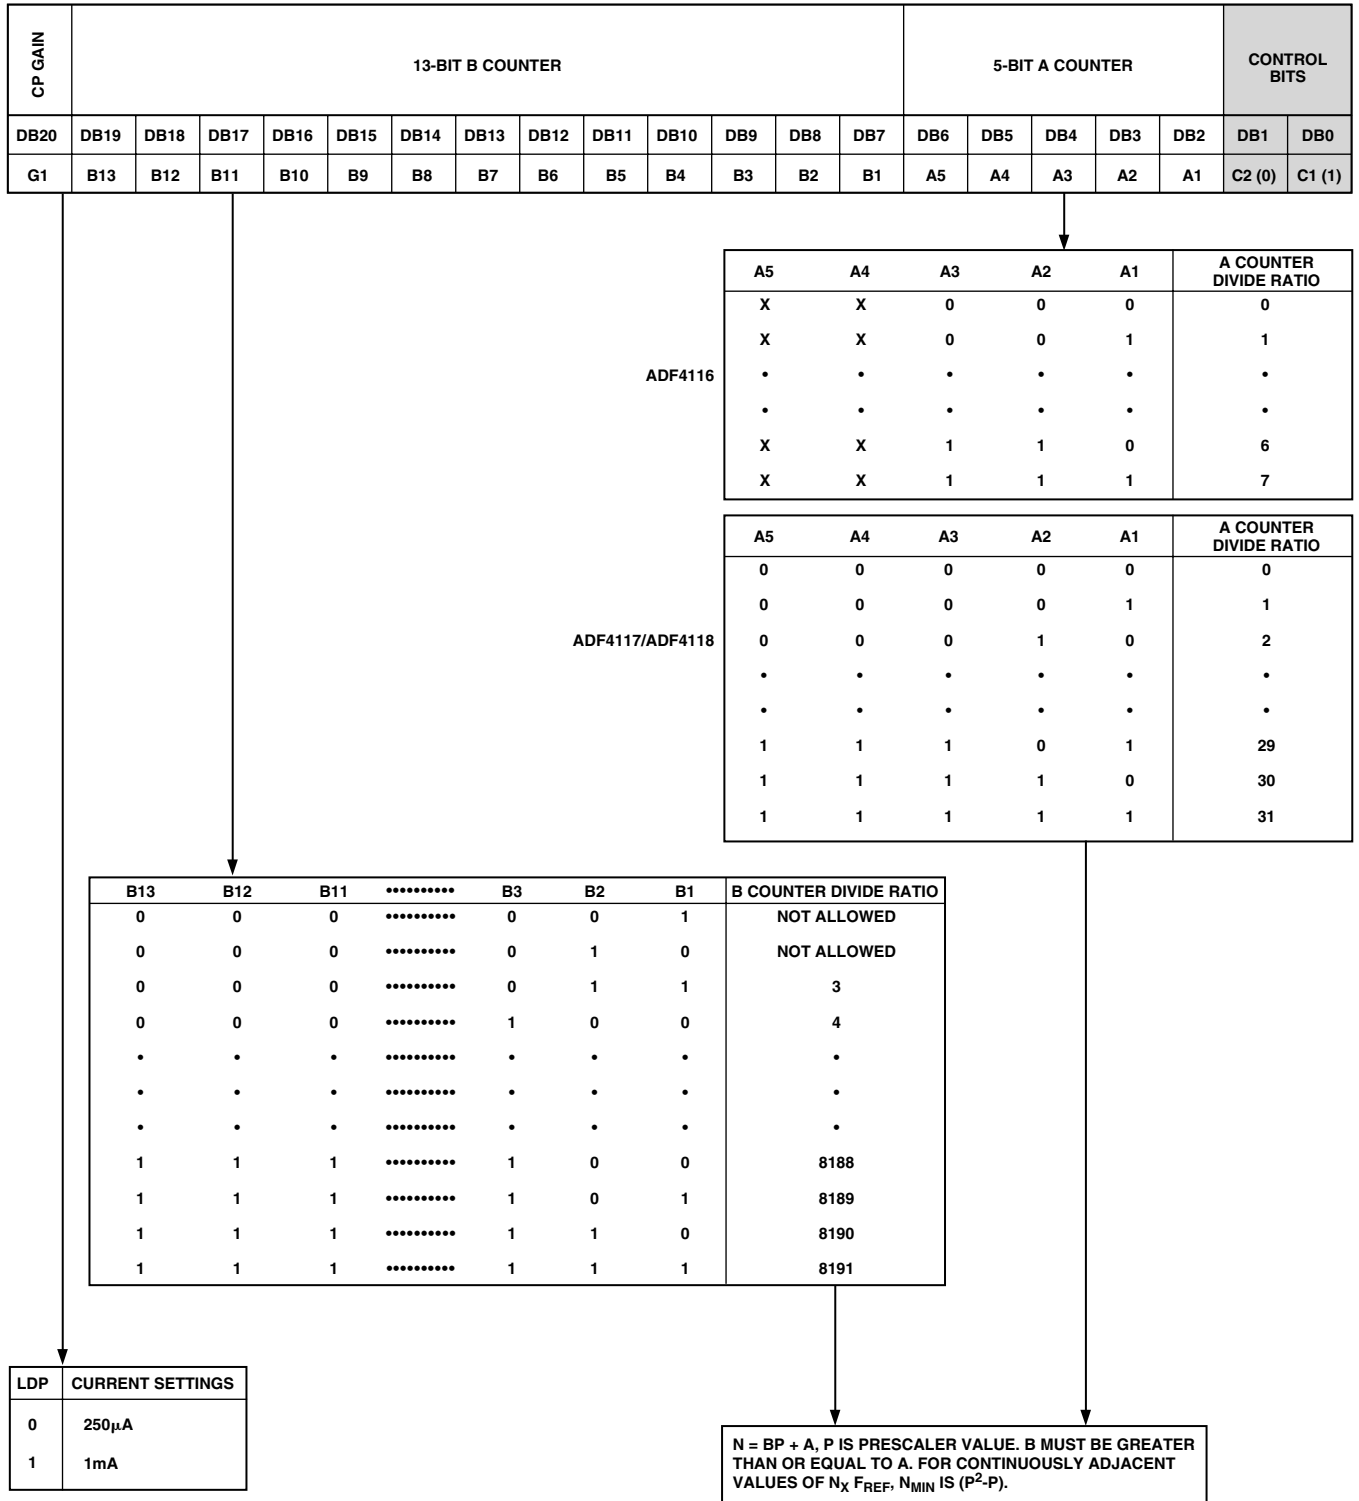 CP GAIN
13-BIT B COUNTER
5-BIT A COUNTER
CONTROL
BITS
DB20 DB19 DB18 DB17 DB16 DB15 DB14 DB13 DB12 DB11 DB10 DB9 DB8 DB7 DB6 DB5 DB4 DB3 DB2 DB1 DB0
G1 B13 B12 B11 B10 B9 B8 B7 B6 B5 B4 B3 B2 B1 A5 A4 A3 A2 A1 C2 (0) C1 (1)
ADF4116
A5 A4 A3 A2 A1 A COUNTER
DIVIDE RATIO
X X 0 0 0 0
X X 0 0 1 1
• • • • • •
• • • • • •
X X 1 1 0 6
X X 1 1 1 7
ADF4117/ADF4118
A5 A4 A3 A2 A1 A COUNTER
DIVIDE RATIO
0 0 0 0 0 0
0 0 0 0 1 1
0 0 0 1 0 2
• • • • • •
• • • • • •
1 1 1 0 1 29
1 1 1 1 0 30
1 1 1 1 1 31
B13 B12 B11 •••••••••• B3 B2 B1 B COUNTER DIVIDE RATIO
0 0 0 •••••••••• 0 0 1 NOT ALLOWED
0 0 0 •••••••••• 0 1 0 NOT ALLOWED
0 0 0 •••••••••• 0 1 1 3
0 0 0 •••••••••• 1 0 0 4
• • • •••••••••• • • • •
• • • •••••••••• • • • •
• • • •••••••••• • • • •
1 1 1 •••••••••• 1 0 0 8188
1 1 1 •••••••••• 1 0 1 8189
1 1 1 •••••••••• 1 1 0 8190
1 1 1 •••••••••• 1 1 1 8191
LDP CURRENT SETTINGS
0 250µA
1 1mA
N = BP + A, P IS PRESCALER VALUE. B MUST BE GREATER
THAN OR EQUAL TO A. FOR CONTINUOUSLY ADJACENT
VALUES OF NX FREF, NMIN IS (P2-P).